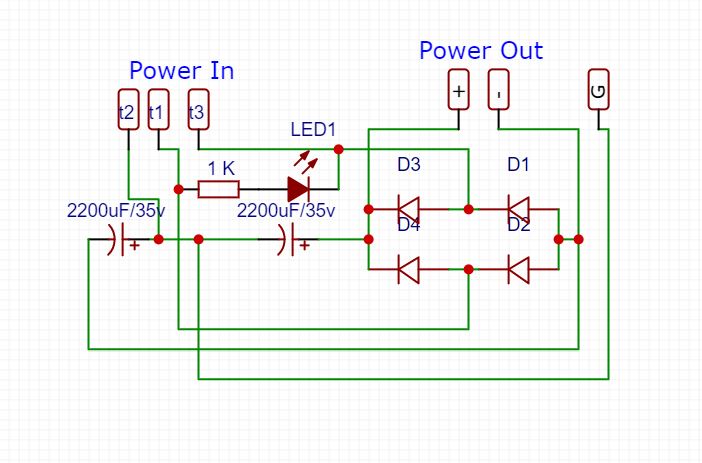 Power In
Power Out
t2 t1 t3
+ - G
LED1
1 K
D3 D1
2200uF/35v 2200uF/35v
D4 D2
+ +